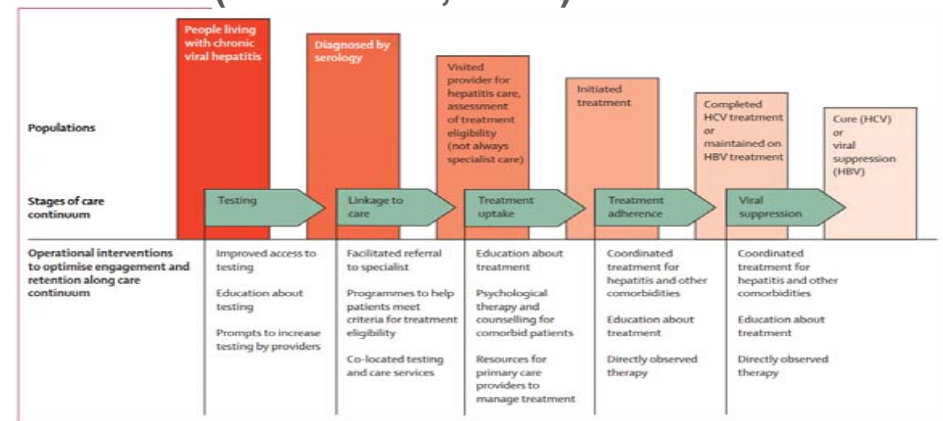 People living
with chronic
viral hepatitis
Diagnosed by
serology
Visited
provider for
hepatitis care,
assessment
of treatment
eligibility
(not always
specialist care)
Initiated
treatment
Completed
HCV treatment
or
maintained on
HBV treatment
Cure (HCV)
or
viral
suppression
(HBV)
Populations
Stages of care
continuum
Testing
Linkage to
care
Treatment
uptake
Treatment
adherence
Viral
suppression
Operational interventions
to optimise engagement and
retention along care
continuum
Improved access to
testing
Education about
testing
Prompts to increase
testing by providers
Facilitated referral
to specialist
Programmes to help
patients meet
criteria for treatment
eligibility
Co-located testing
and care services
Education about
treatment
Psychological
therapy and
counselling for
comorbid patients
Resources for
primary care
providers to
manage treatment
Coordinated
treatment for
hepatitis and other
comorbidities
Education about
treatment
Directly observed
therapy
Coordinated
treatment for
hepatitis and other
comorbidities
Education about
treatment
Directly observed
therapy